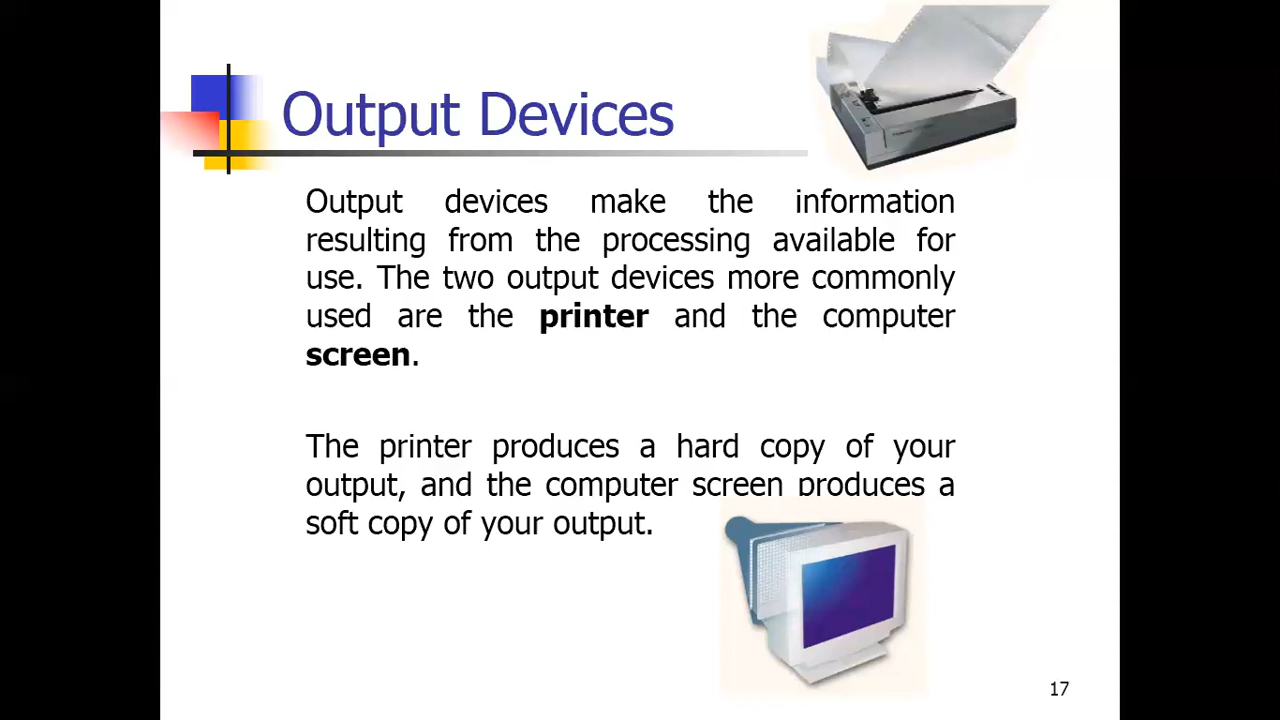 Output Devices
Output devices make the information
resulting from the processing available for
use. The two output devices more commonly
used are the printer and the computer
screen.
The printer produces a hard copy of your
output, and the computer screen produces a
soft copy of your output.
17